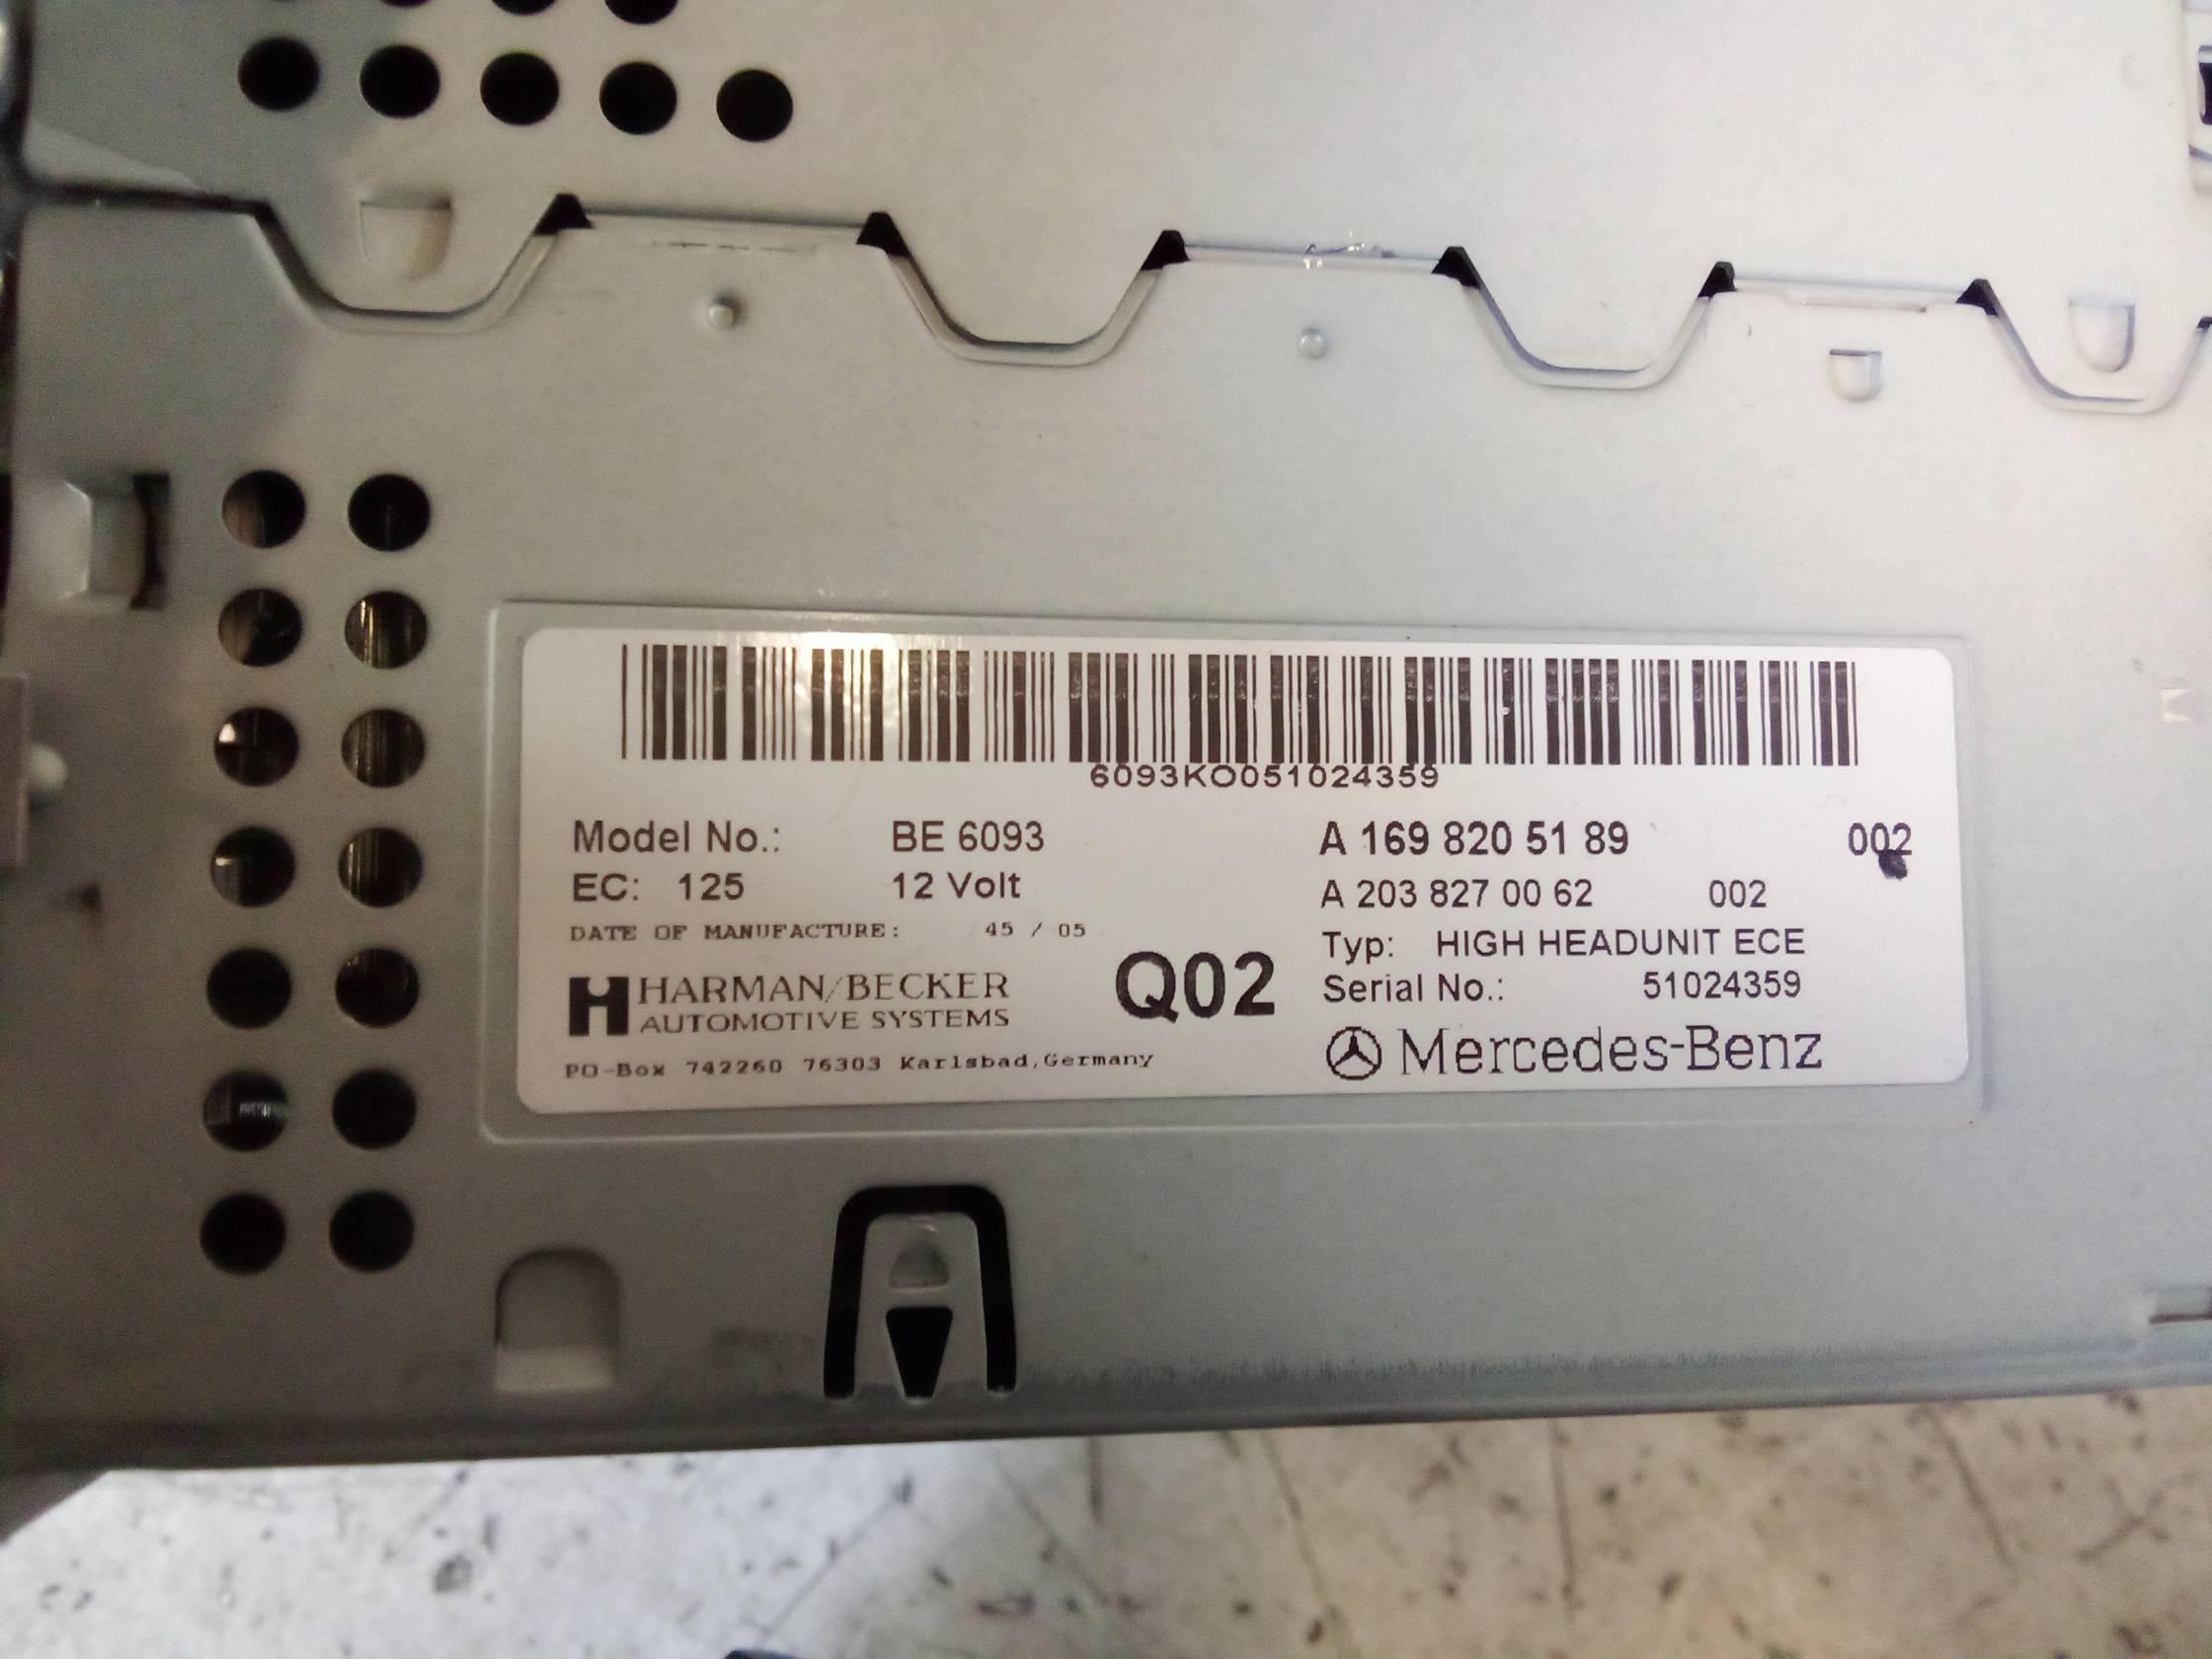 6093KO051024359
Model No.: BE 6093 A 169 820 51 89 002
EC: 125 12 Volt A 203 827 00 62 002
DATE OF MANUFACTURE: 45 / 05 Typ: HIGH HEADUNIT ECE
Q02 Serial No.: 51024359
HARMAN/BECKER
AUTOMOTIVE SYSTEMS
PO-Box 742260 76303 Karlsbad,Germany
Mercedes-Benz